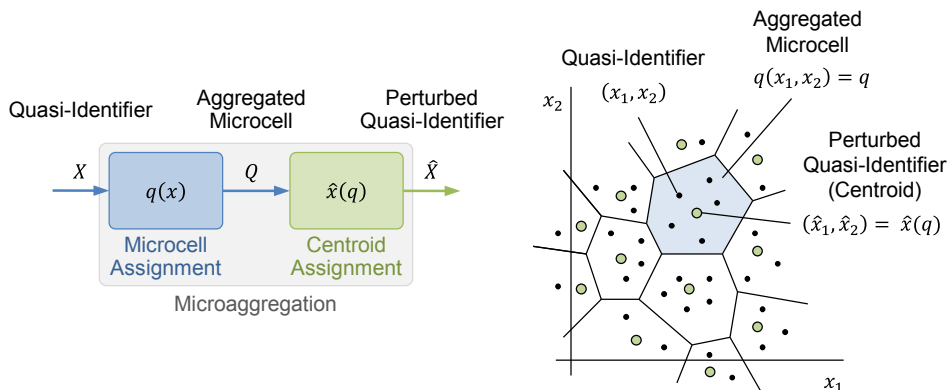 Quasi-Identifier
Aggregated
Microcell
Perturbed
Quasi-Identifier
X
q(x)
Q
x̂(q)
X̂
Microcell
Assignment
Centroid
Assignment
Microaggregation
Aggregated
Microcell
q(x₁, x₂) = q
Quasi-Identifier
(x₁, x₂)
x₂
Perturbed
Quasi-Identifier
(Centroid)
(x̂₁, x̂₂) = x̂(q)
x₁